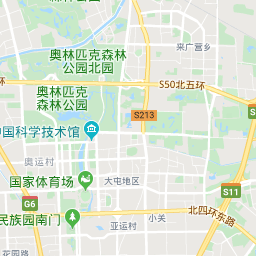 来广营乡
奥林匹克森林
公园北园
S50北五环
奥林匹克
森林公园
S213
中国科学技术馆
奥运村
国家体育场
大屯地区
S11
G6
民族园南门
小关
北四环东路
亚运村